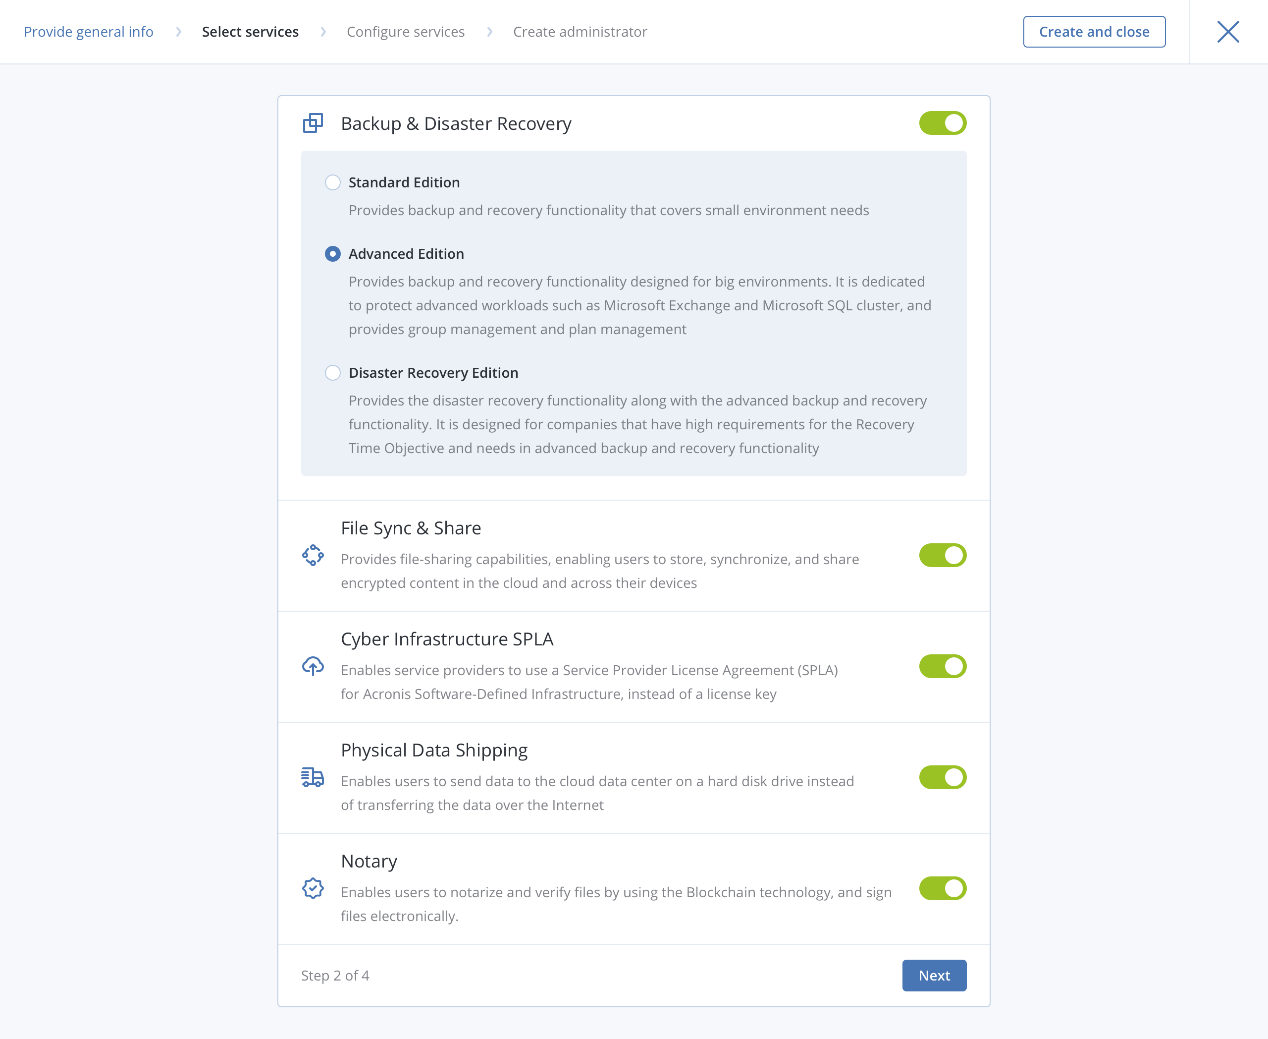 Provide general info
Select services
Configure services
Create administrator
Create and close
Backup & Disaster Recovery
Standard Edition
Provides backup and recovery functionality that covers small environment needs
Advanced Edition
Provides backup and recovery functionality designed for big environments. It is dedicated
to protect advanced workloads such as Microsoft Exchange and Microsoft SQL cluster, and
provides group management and plan management
Disaster Recovery Edition
Provides the disaster recovery functionality along with the advanced backup and recovery
functionality. It is designed for companies that have high requirements for the Recovery
Time Objective and needs in advanced backup and recovery functionality
File Sync & Share
Provides file-sharing capabilities, enabling users to store, synchronize, and share
encrypted content in the cloud and across their devices
Cyber Infrastructure SPLA
Enables service providers to use a Service Provider License Agreement (SPLA)
for Acronis Software-Defined Infrastructure, instead of a license key
Physical Data Shipping
Enables users to send data to the cloud data center on a hard disk drive instead
of transferring the data over the Internet
Notary
Enables users to notarize and verify files by using the Blockchain technology, and sign
files electronically.
Step 2 of 4
Next